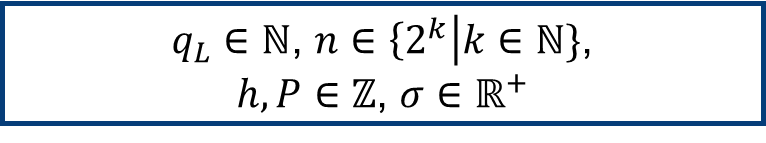 q_L ∈ ℕ, n ∈ {2^k|k ∈ ℕ},
h, P ∈ ℤ, σ ∈ ℝ^+